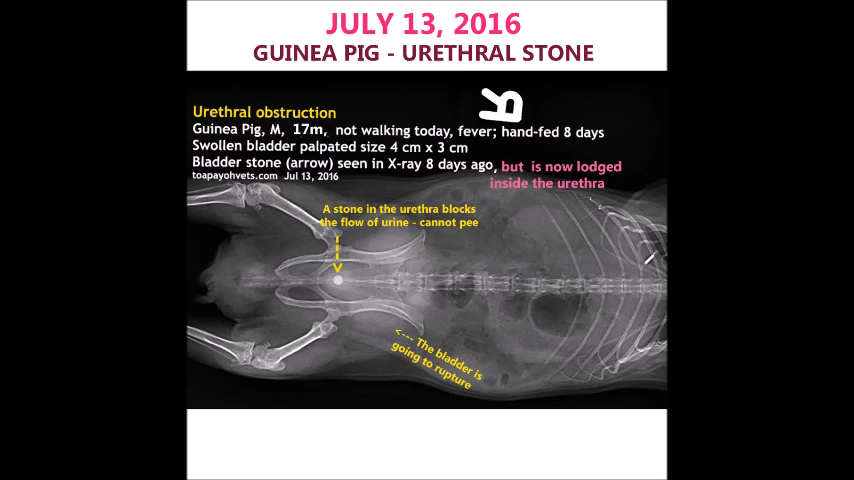 JULY 13, 2016
GUINEA PIG - URETHRAL STONE
R
Urethral obstruction
Guinea Pig, M, 17m, not walking today, fever; hand-fed 8 days
Swollen bladder palpated size 4 cm x 3 cm
Bladder stone (arrow) seen in X-ray 8 days ago, but is now lodged
inside the urethra
toapayohvets.com Jul 13, 2016
A stone in the urethra blocks
the flow of urine - cannot pee
<--- The bladder is
going to rupture